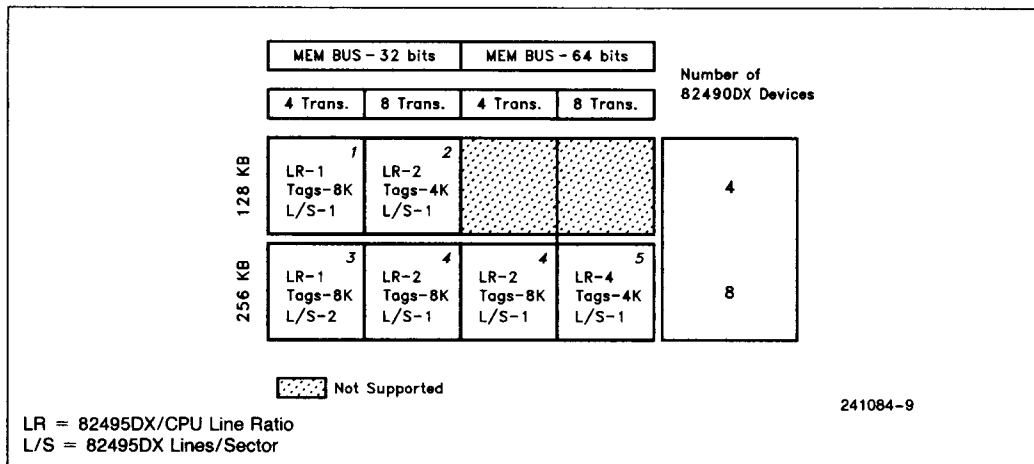 MEM BUS – 32 bits MEM BUS – 64 bits
Number of
82490DX Devices
4 Trans. 8 Trans. 4 Trans. 8 Trans.
128 KB
1
LR-1
Tags-8K
L/S-1
2
LR-2
Tags-4K
L/S-1
4
256 KB
3
LR-1
Tags-8K
L/S-2
4
LR-2
Tags-8K
L/S-1
4
LR-2
Tags-8K
L/S-1
5
LR-4
Tags-4K
L/S-1
8
Not Supported
241084-9
LR = 82495DX/CPU Line Ratio
L/S = 82495DX Lines/Sector